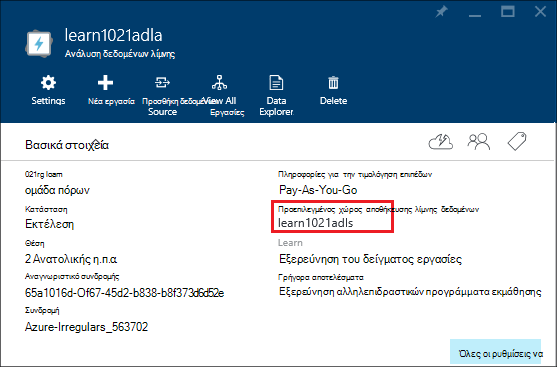 learn1021adla
Ανάλυση δεδομένων λίμνης
Settings
Νέα εργασία
Προσθήκη δεδομένων
Source
View All
Εργασίες
Data
Explorer
Delete
Βασικά στοιχεία
021rg loam
ομάδα πόρων
Κατάσταση
Εκτέλεση
Θέση
2 Ανατολικής η.π.α
Αναγνωριστικό συνδρομής
65a1016d-Of67-45d2-b838-b8f373d6d52e
Συνδρομή
Azure-Irregulars_563702
Πληροφορίες για την τιμολόγηση επιπέδων
Pay-As-You-Go
Προεπιλεγμένος χώρος αποθήκευσης λίμνης δεδομένων
learn1021adls
Learn
Εξερεύνηση του δείγματος εργασίες
Γρήγορα αποτελέσματα
Εξερεύνηση αλληλεπιδραστικών προγράμματα εκμάθησης
Όλες οι ρυθμίσεις να